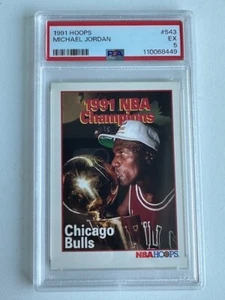 1991 HOOPS #543
MICHAEL JORDAN EX
PSA 5
110068449
1991 NBA
Champions
Chicago
Bulls
NBA HOOPS